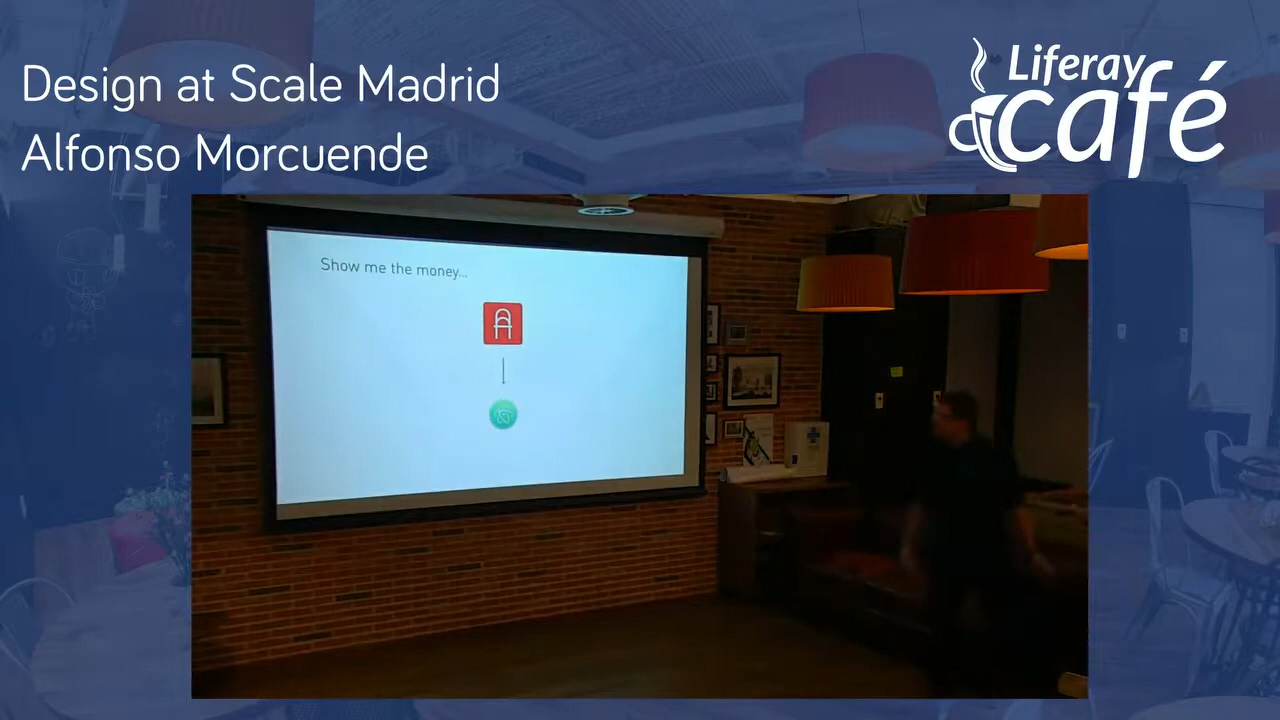 Design at Scale Madrid
Alfonso Morcuende
Liferay
café
Show me the money...